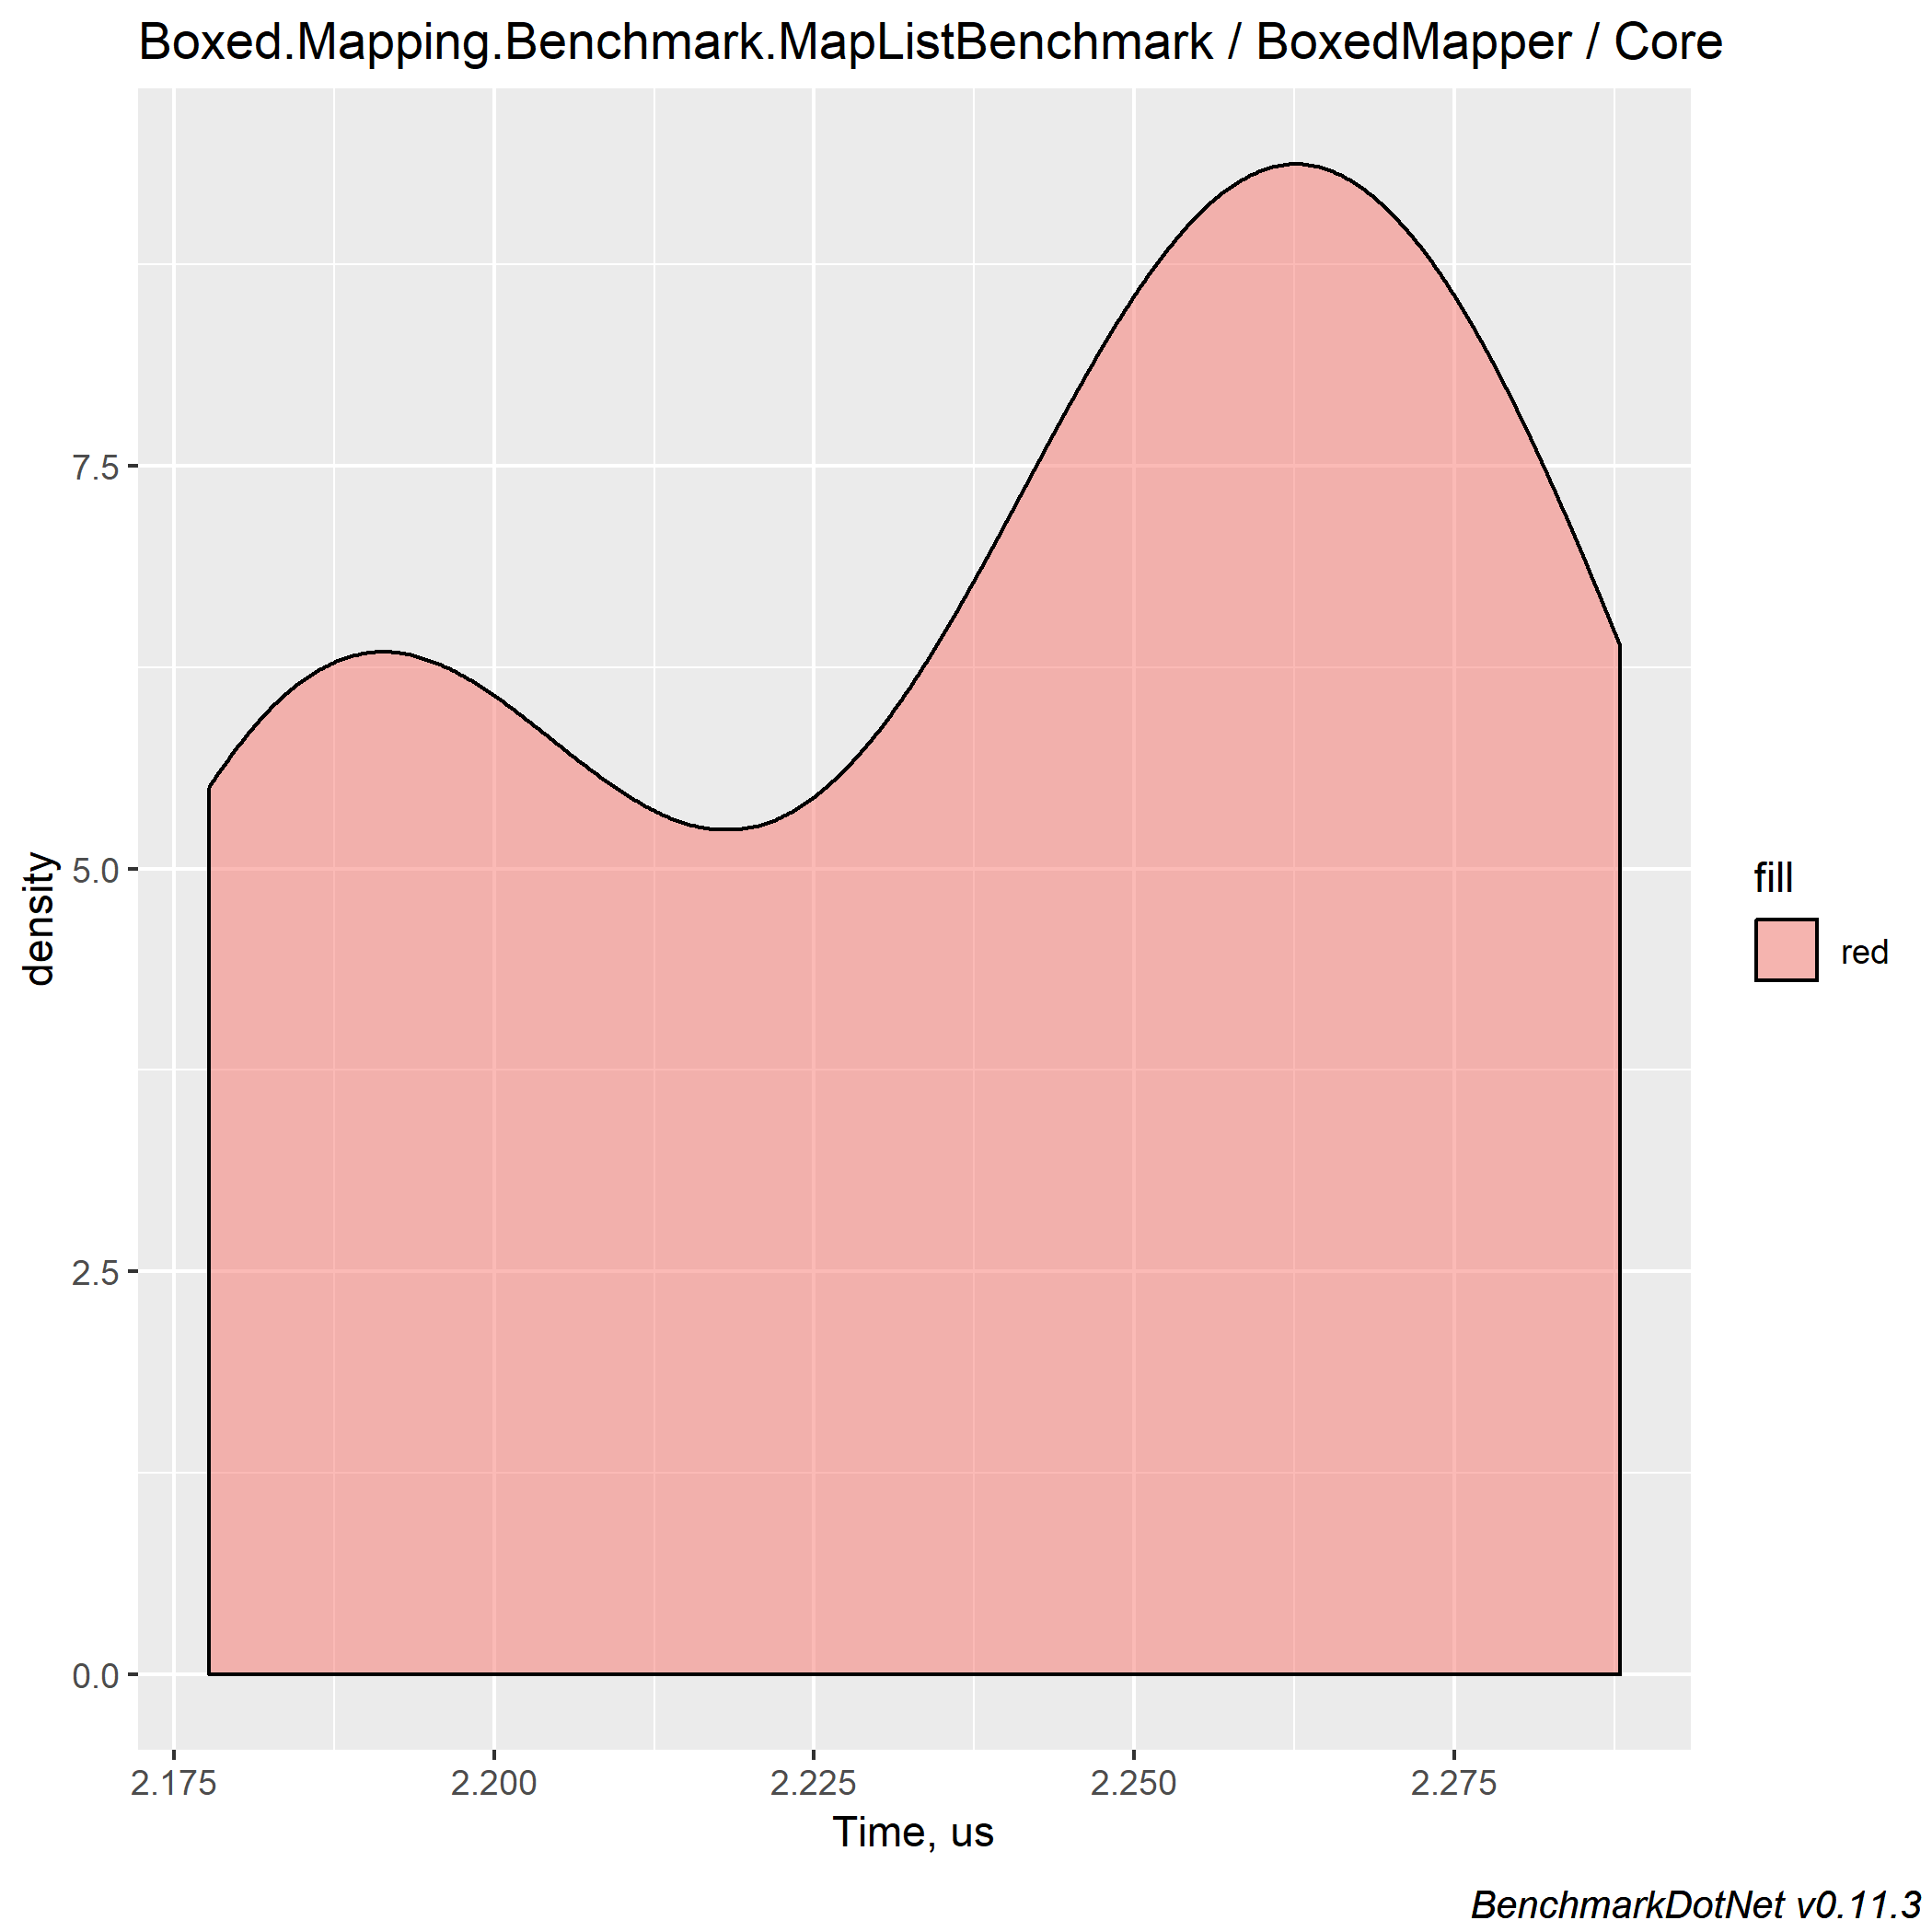 Boxed.Mapping.Benchmark.MapListBenchmark / BoxedMapper / Core
density
7.5
5.0
2.5
0.0
2.175 2.200 2.225 2.250 2.275
Time, us
fill
red
BenchmarkDotNet v0.11.3